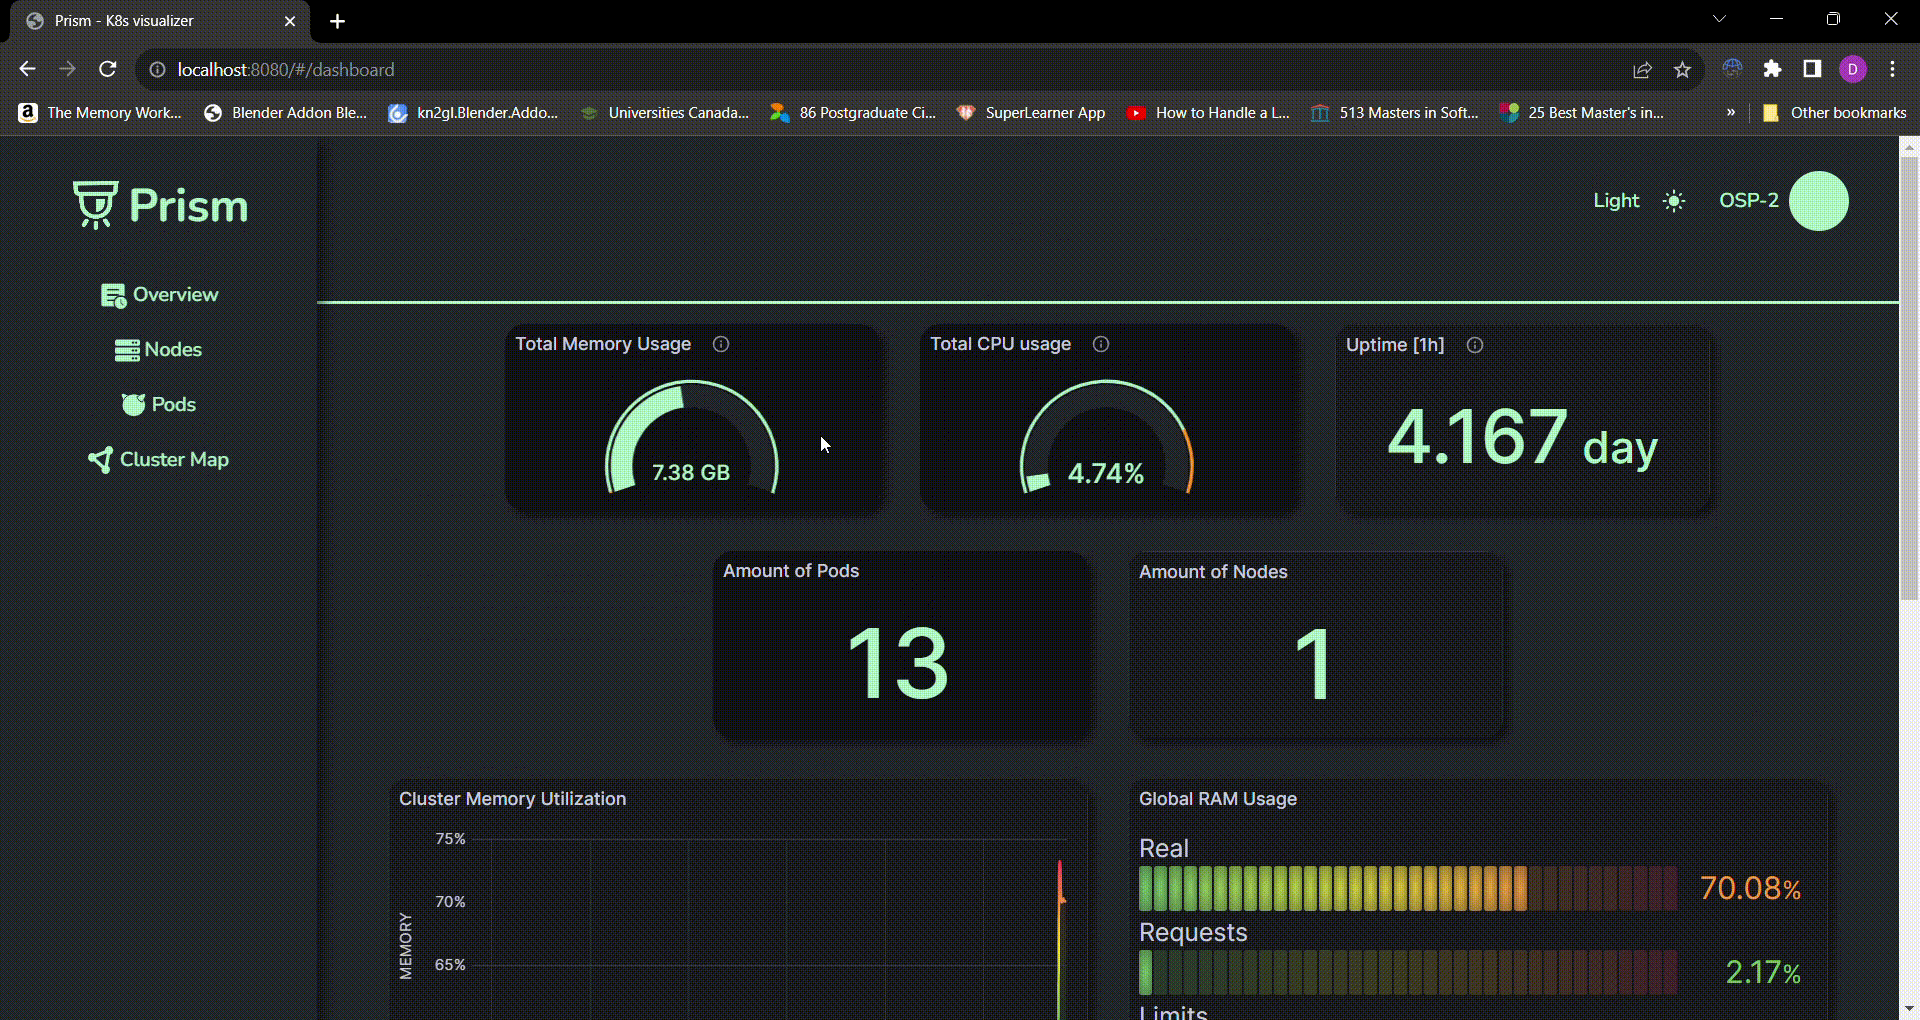 Prism - K8s visualizer
localhost:8080/#/dashboard
D
a The Memory Work...
Blender Addon Ble...
kn2gl.Blender.Addo...
Universities Canada...
86 Postgraduate Ci...
SuperLearner App
How to Handle a L...
513 Masters in Soft...
25 Best Master's in...
»
Other bookmarks
Prism
Light
OSP-2
Overview
Nodes
Pods
Cluster Map
Total Memory Usage
7.38 GB
Total CPU usage
4.74%
Uptime [1h]
4.167 day
Amount of Pods
13
Amount of Nodes
1
Cluster Memory Utilization
75%
70%
65%
MEMORY
Global RAM Usage
Real
70.08%
Requests
2.17%
Limits